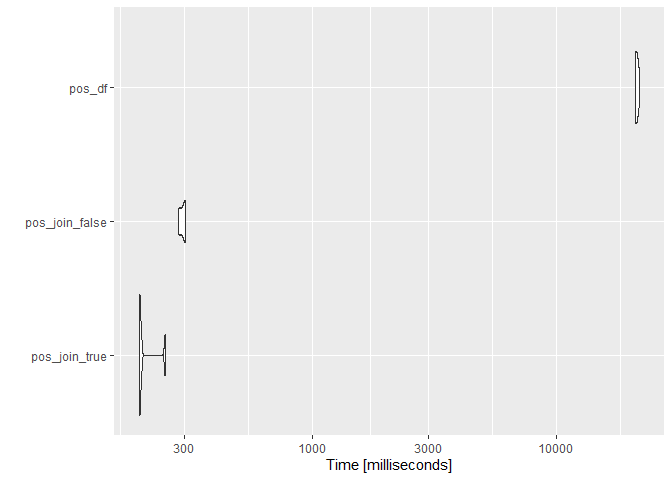 pos_df
pos_join_false
pos_join_true
300
1000
3000
10000
Time [milliseconds]